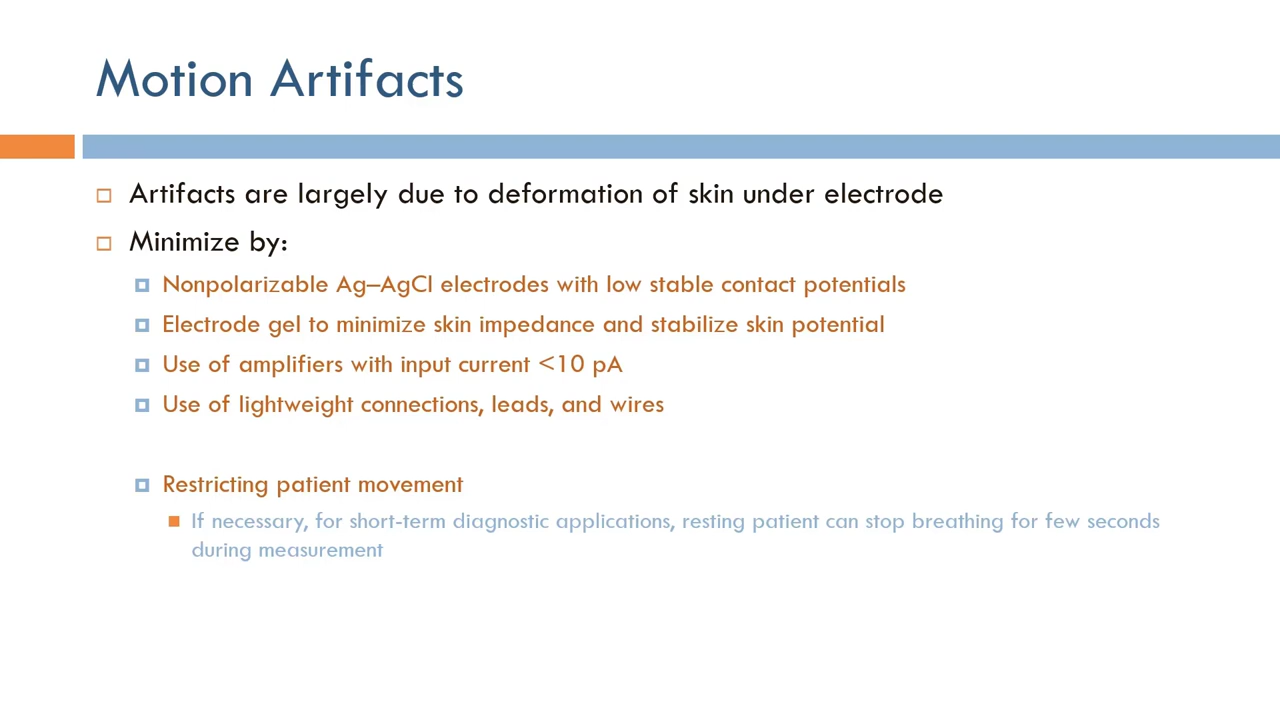 Motion Artifacts
Artifacts are largely due to deformation of skin under electrode
Minimize by:
Nonpolarizable Ag–AgCl electrodes with low stable contact potentials
Electrode gel to minimize skin impedance and stabilize skin potential
Use of amplifiers with input current <10 pA
Use of lightweight connections, leads, and wires
Restricting patient movement
If necessary, for short-term diagnostic applications, resting patient can stop breathing for few seconds
during measurement